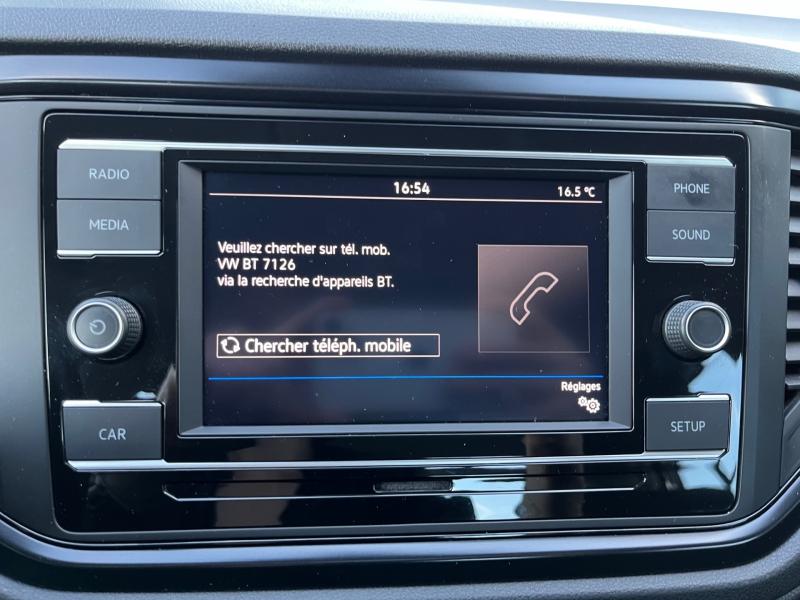 16:54
16.5 °C
RADIO
MEDIA
CAR
Veuillez chercher sur tél. mob.
VW BT 7126
via la recherche d'appareils BT.
Chercher téléph. mobile
Réglages
PHONE
SOUND
SETUP